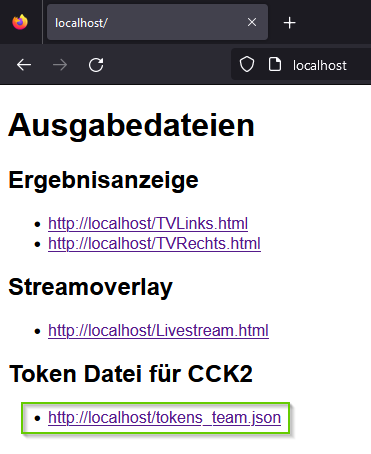 localhost/
localhost
Ausgabedateien
Ergebnisanzeige
http://localhost/TVLinks.html
http://localhost/TVRechts.html
Streamoverlay
http://localhost/Livestream.html
Token Datei für CCK2
http://localhost/tokens_team.json